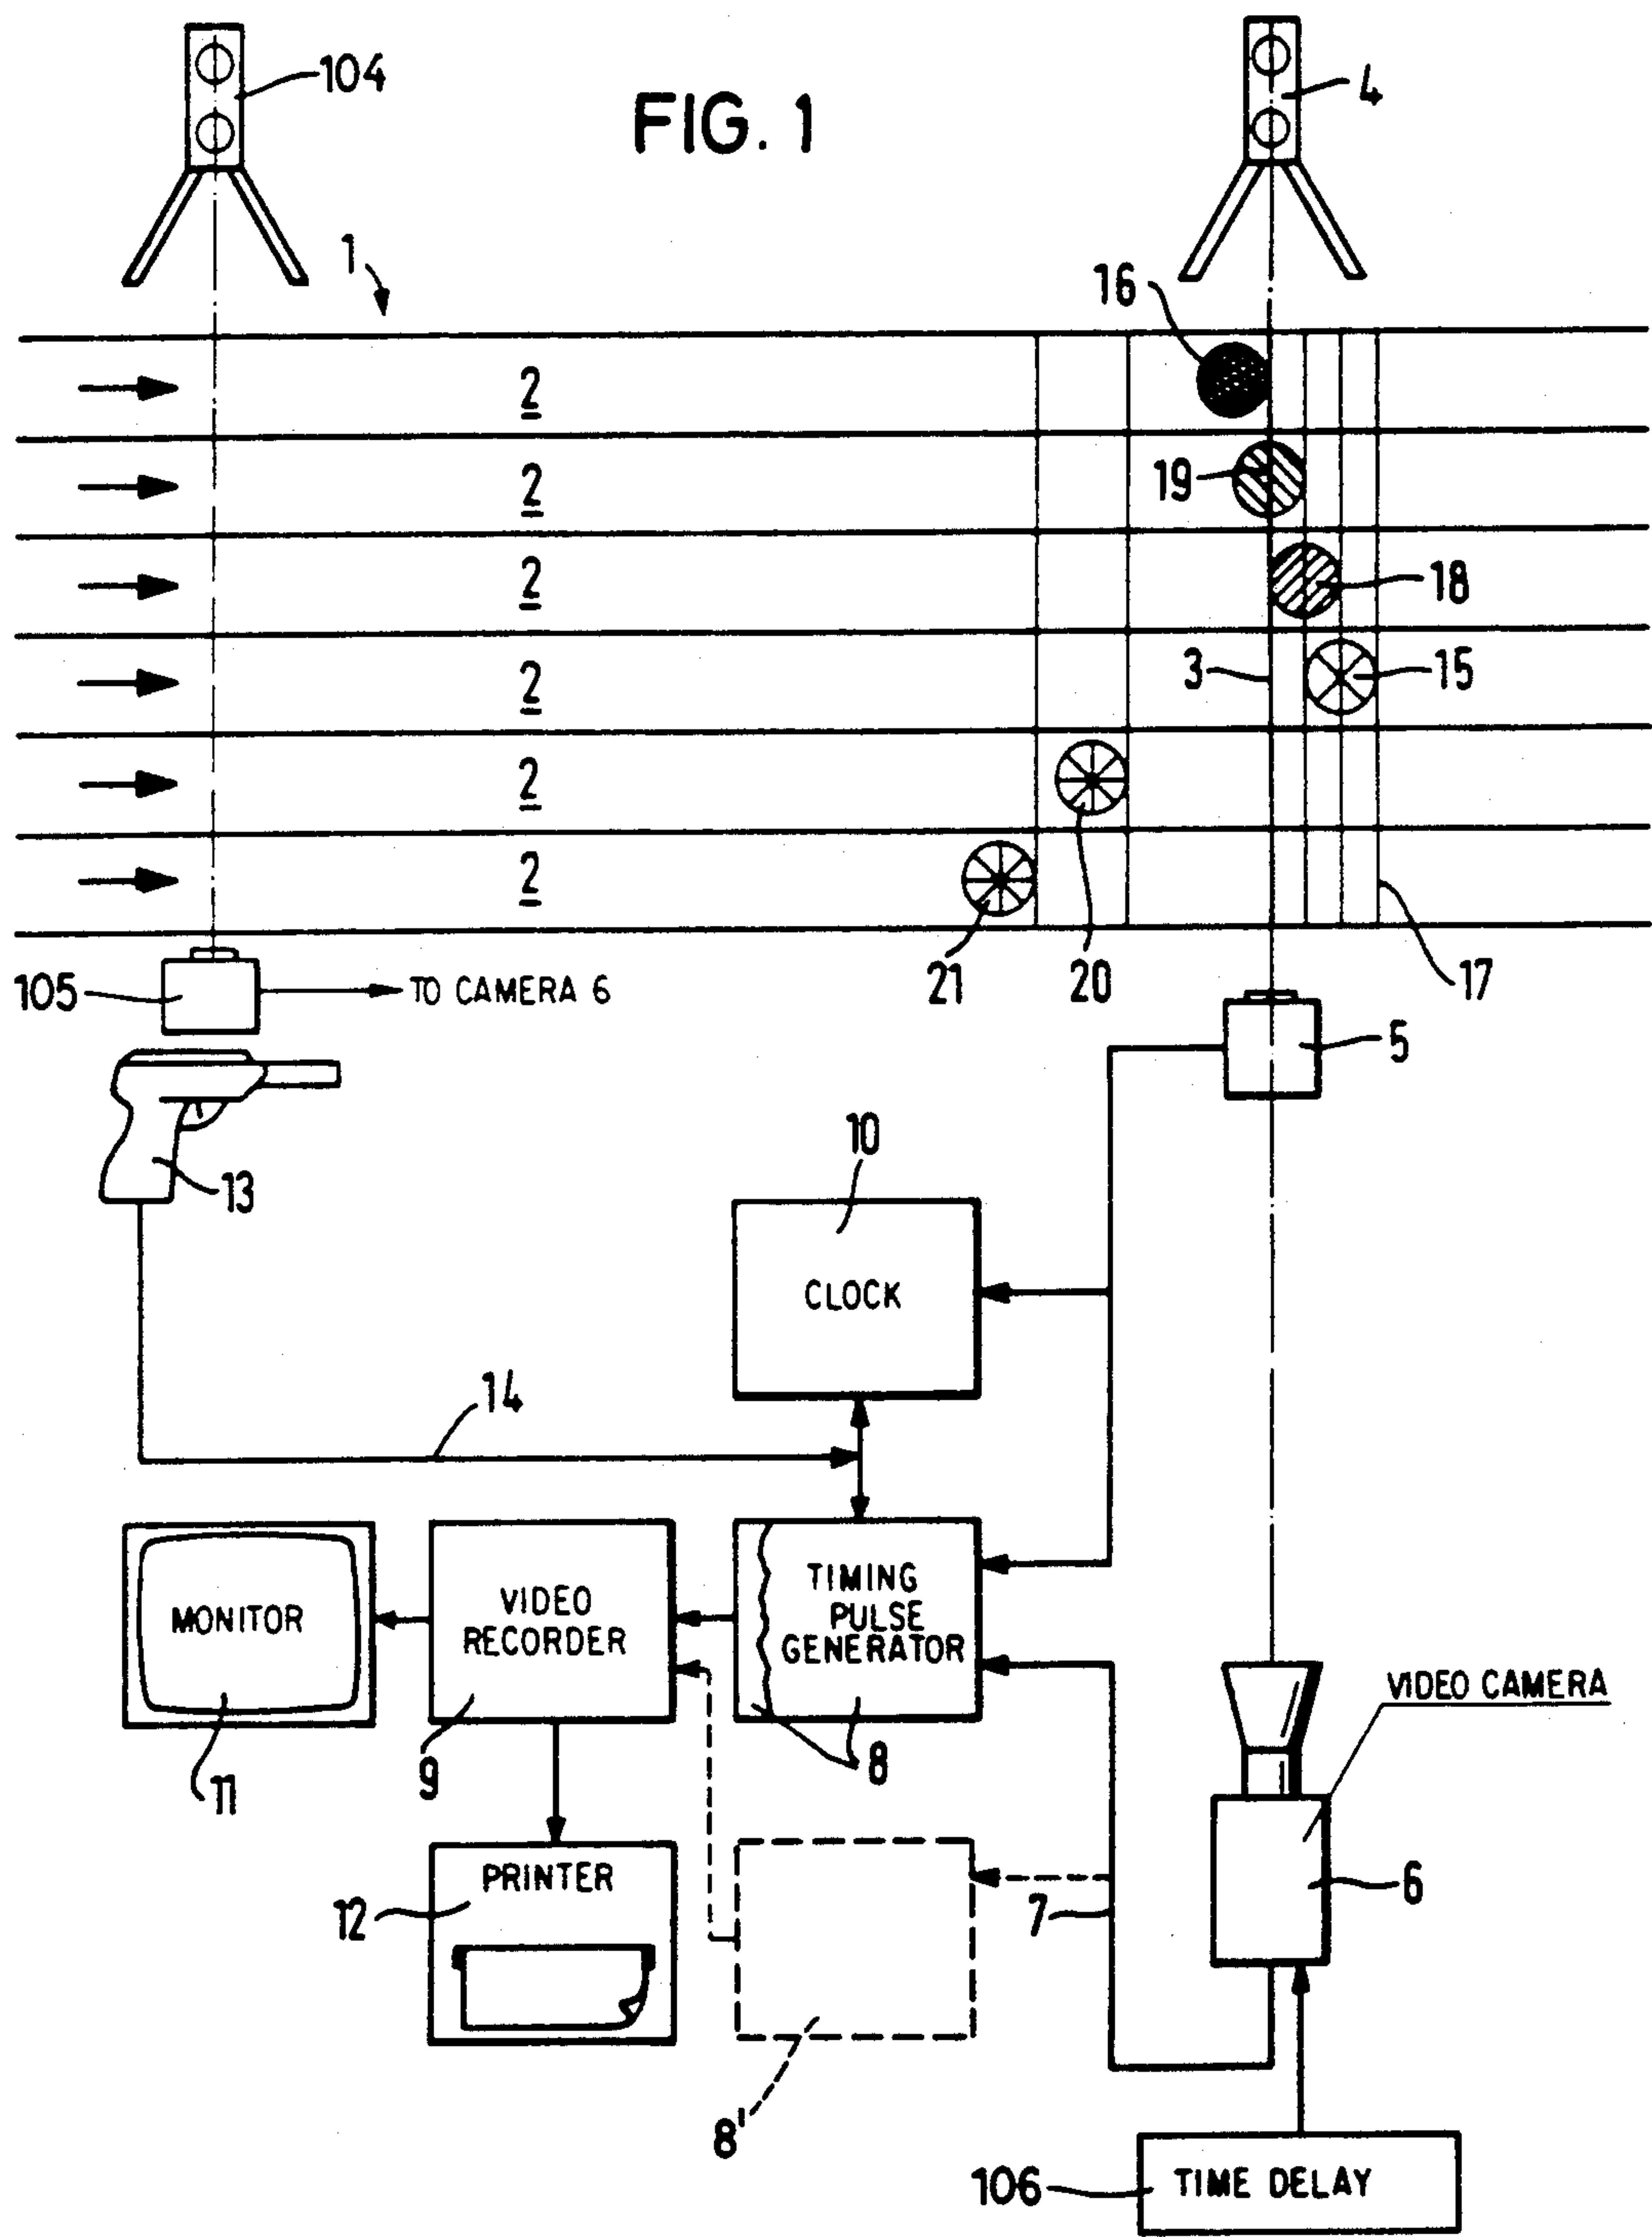 104
FIG. 1
4
1
16
2
2
19
2
18
2
3
15
2
2
21
20
17
105
TO CAMERA 6
5
13
10
CLOCK
14
MONITOR
VIDEO
RECORDER
TIMING
PULSE
GENERATOR
VIDEO CAMERA
11
9
8
PRINTER
12
7
6
8'
106
TIME DELAY